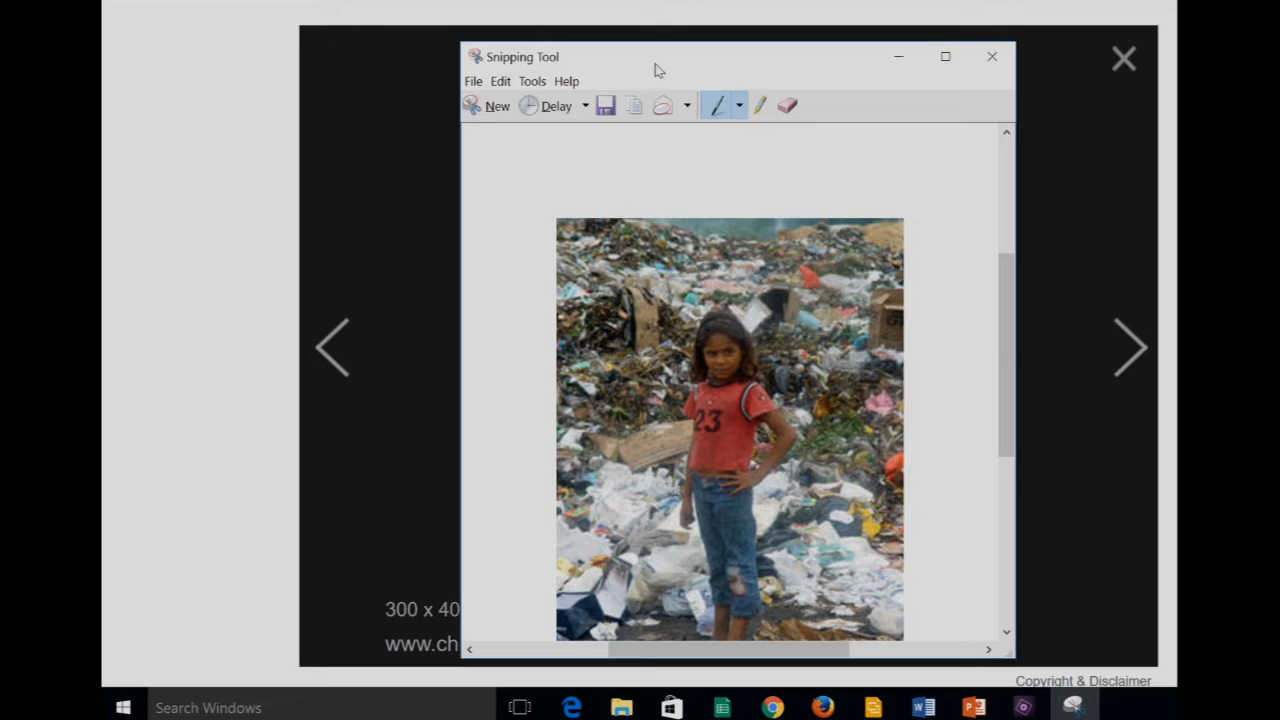 Snipping Tool
File Edit Tools Help
New Delay
23
300 x 40
www.ch
Copyright & Disclaimer
Search Windows